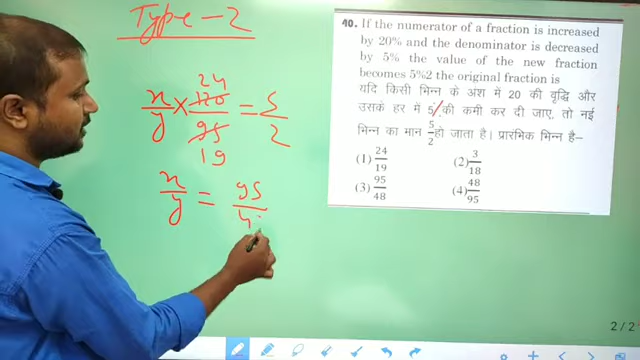 Type-2
x/y × 24 120/95 19 = 5/2
x/y = 95/4
40. If the numerator of a fraction is increased
by 20% and the denominator is decreased
by 5% the value of the new fraction
becomes 5%2 the original fraction is
यदि किसी भिन्न के अंश में 20 की वृद्धि और
उसके हर में 5 की कमी कर दी जाए, तो नई
भिन्न का मान 5/2 हो जाता है। प्रारंभिक भिन्न है–
(1) 24/19 (2) 3/18
(3) 95/48 (4) 48/95
2 / 2